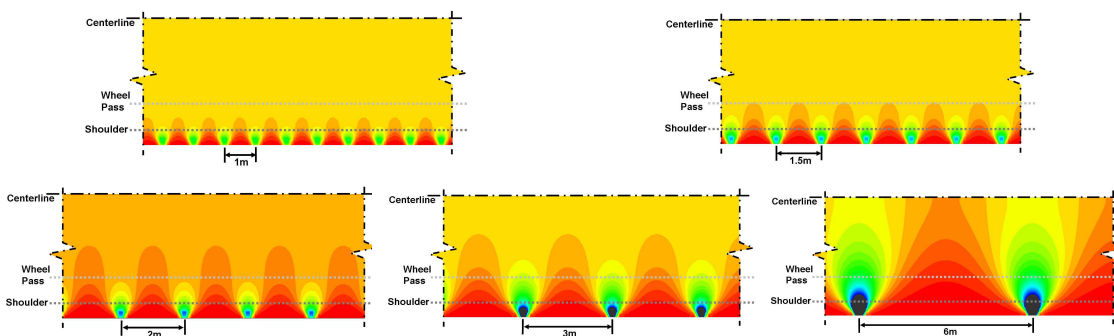 Centerline
Wheel
Pass
Shoulder
1m
Centerline
Wheel
Pass
Shoulder
1.5m
Centerline
Wheel
Pass
Shoulder
2m
Centerline
Wheel
Pass
Shoulder
3m
Centerline
Wheel
Pass
Shoulder
6m